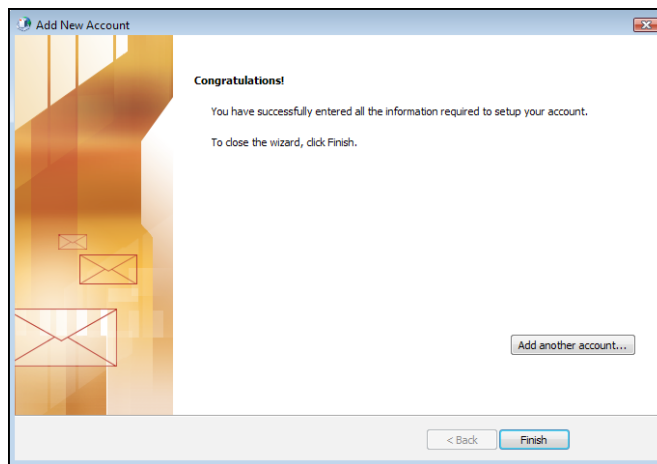 Add New Account
Congratulations!
You have successfully entered all the information required to setup your account.
To close the wizard, click Finish.
Add another account...
< Back
Finish